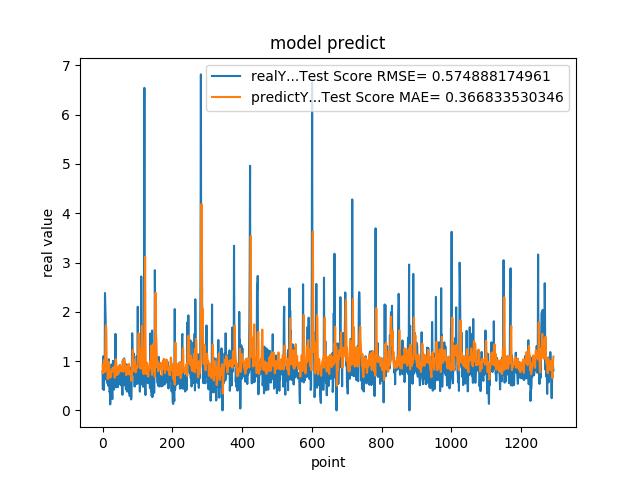 model predict
realY...Test Score RMSE= 0.574888174961
predictY...Test Score MAE= 0.366833530346
7
6
5
4
3
2
1
0
real value
0 200 400 600 800 1000 1200
point